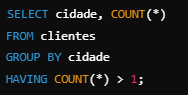 SELECT cidade, COUNT(*)
FROM clientes
GROUP BY cidade
HAVING COUNT(*) > 1;